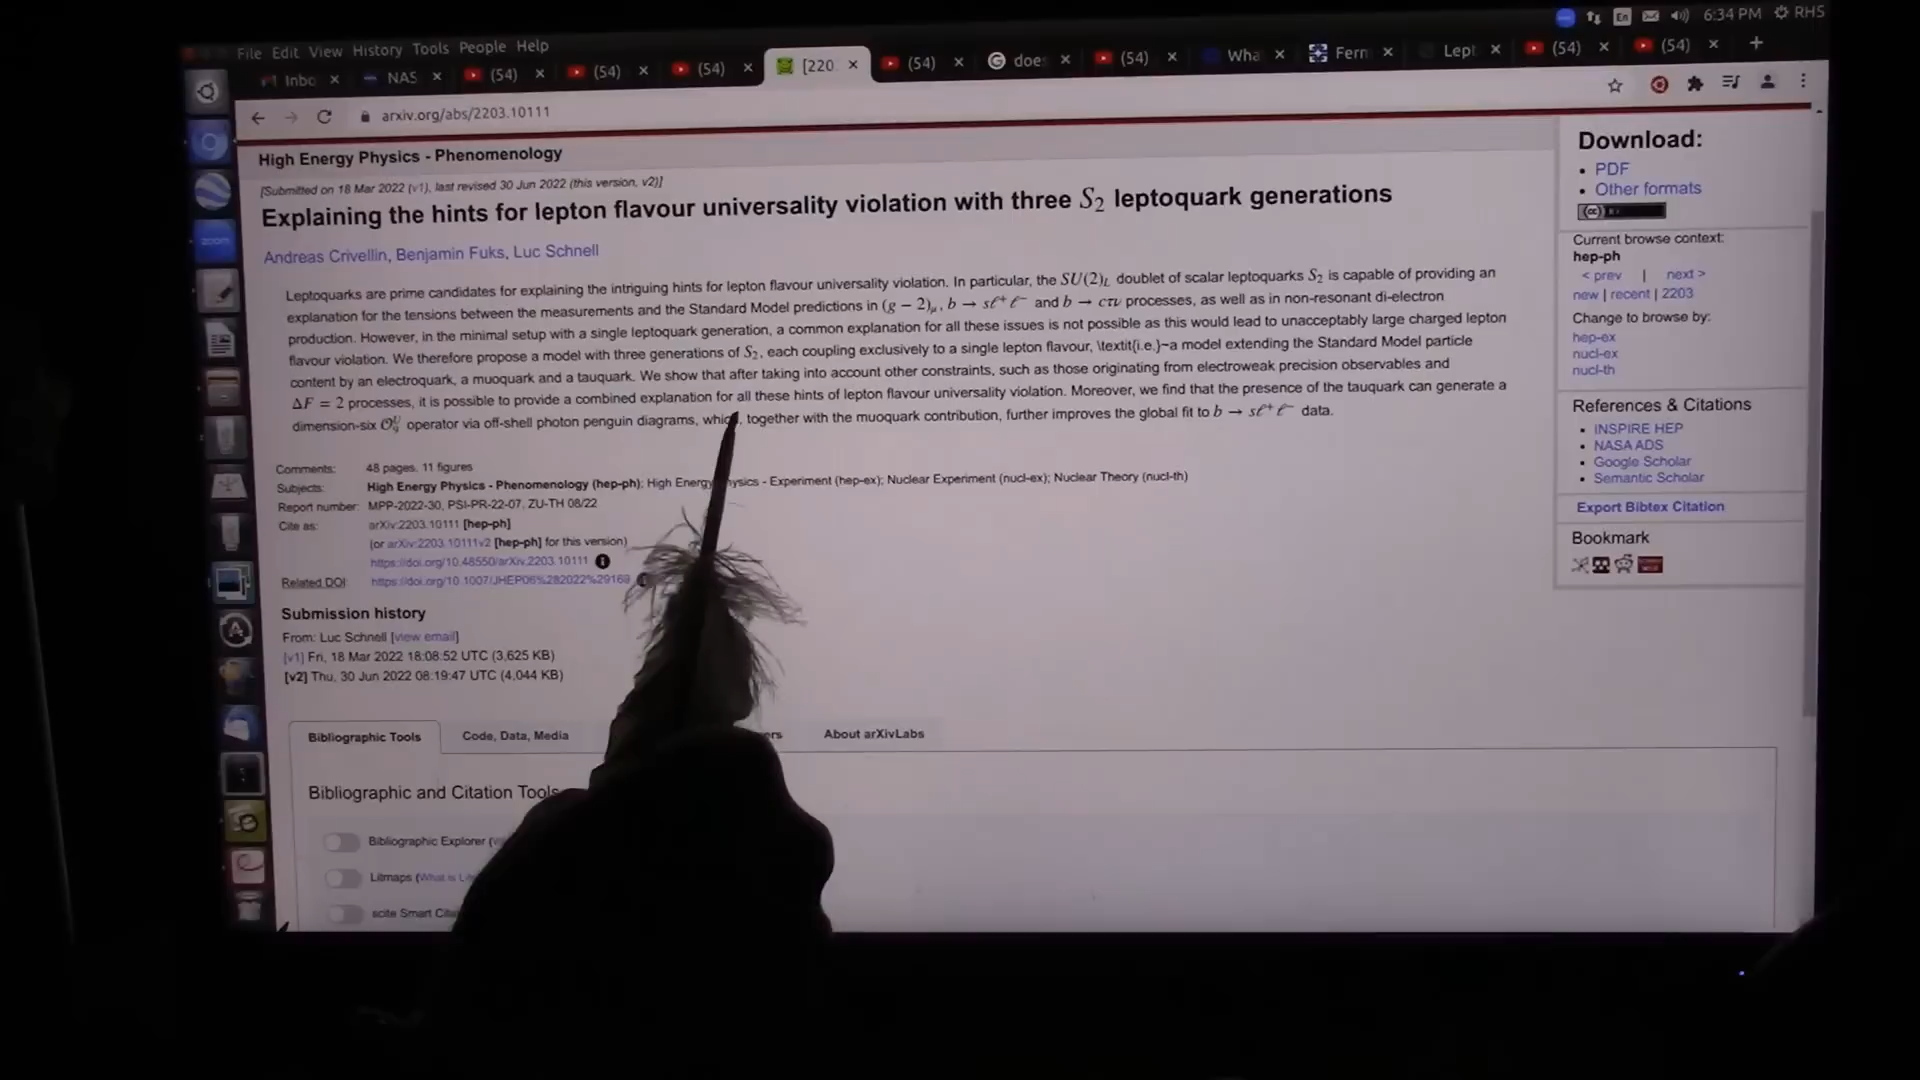 File Edit View History Tools People Help
En 6:34 PM RHS
Inbo × NAS × (54) × (54) × (54) × [220 × (54) × doe × (54) × Wha × Fern × Lept × (54) × (54) × +
arxiv.org/abs/2203.10111
High Energy Physics - Phenomenology
[Submitted on 18 Mar 2022 (v1), last revised 30 Jun 2022 (this version, v2)]
Explaining the hints for lepton flavour universality violation with three S₂ leptoquark generations
Andreas Crivellin, Benjamin Fuks, Luc Schnell
Leptoquarks are prime candidates for explaining the intriguing hints for lepton flavour universality violation. In particular, the SU(2)_L doublet of scalar leptoquarks S₂ is capable of providing an
explanation for the tensions between the measurements and the Standard Model predictions in (g − 2)_μ, b → sℓ⁺ℓ⁻ and b → cτν processes, as well as in non-resonant di-electron
production. However, in the minimal setup with a single leptoquark generation, a common explanation for all these issues is not possible as this would lead to unacceptably large charged lepton
flavour violation. We therefore propose a model with three generations of S₂, each coupling exclusively to a single lepton flavour, \textit{i.e.}~a model extending the Standard Model particle
content by an electroquark, a muoquark and a tauquark. We show that after taking into account other constraints, such as those originating from electroweak precision observables and
ΔF = 2 processes, it is possible to provide a combined explanation for all these hints of lepton flavour universality violation. Moreover, we find that the presence of the tauquark can generate a
dimension-six O₉ᵁ operator via off-shell photon penguin diagrams, which, together with the muoquark contribution, further improves the global fit to b → sℓ⁺ℓ⁻ data.
Comments: 48 pages, 11 figures
Subjects: High Energy Physics - Phenomenology (hep-ph); High Energy Physics - Experiment (hep-ex); Nuclear Experiment (nucl-ex); Nuclear Theory (nucl-th)
Report number: MPP-2022-30, PSI-PR-22-07, ZU-TH 08/22
Cite as: arXiv:2203.10111 [hep-ph]
(or arXiv:2203.10111v2 [hep-ph] for this version)
https://doi.org/10.48550/arXiv.2203.10111
Related DOI: https://doi.org/10.1007/JHEP06%282022%29169
Submission history
From: Luc Schnell [view email]
[v1] Fri, 18 Mar 2022 18:08:52 UTC (3,625 KB)
[v2] Thu, 30 Jun 2022 08:19:47 UTC (4,044 KB)
Bibliographic Tools
Code, Data, Media
ers
About arXivLabs
Bibliographic and Citation Tools
Bibliographic Explorer
Litmaps (What is
scite Smart
Download:
PDF
Other formats
(cc)
Current browse context:
hep-ph
< prev | next >
new | recent | 2203
Change to browse by:
hep-ex
nucl-ex
nucl-th
References & Citations
INSPIRE HEP
NASA ADS
Google Scholar
Semantic Scholar
Export Bibtex Citation
Bookmark
zoom